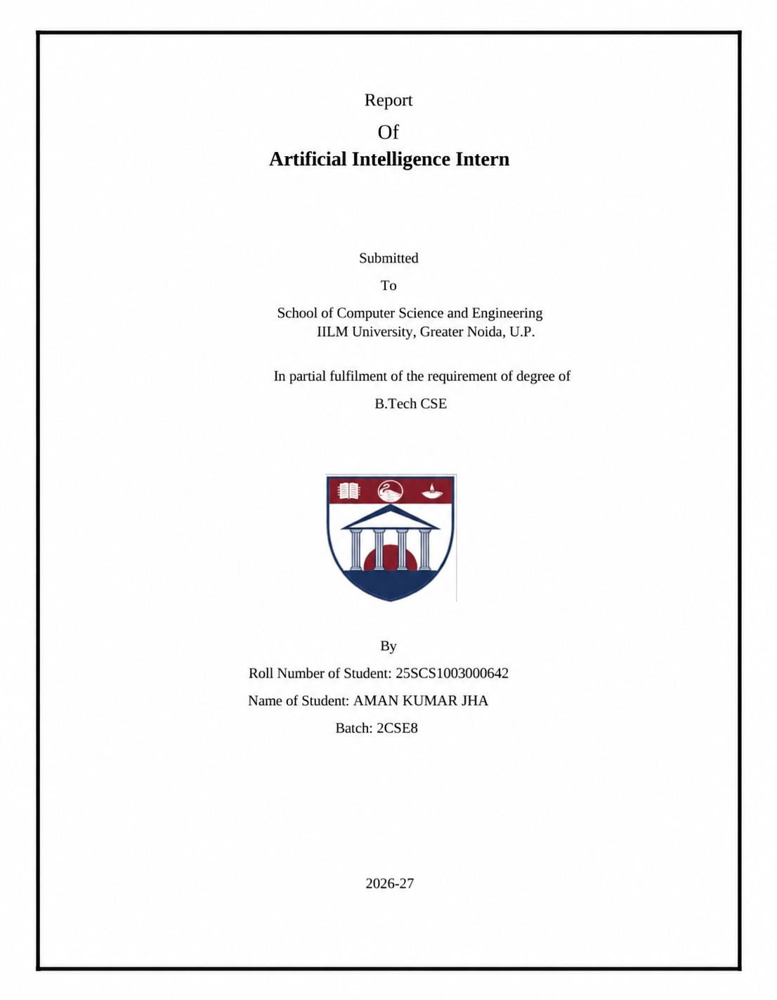 Report
Of
Artificial Intelligence Intern
Submitted
To
School of Computer Science and Engineering
IILM University, Greater Noida, U.P.
In partial fulfilment of the requirement of degree of
B.Tech CSE
By
Roll Number of Student: 25SCS1003000642
Name of Student: AMAN KUMAR JHA
Batch: 2CSE8
2026-27